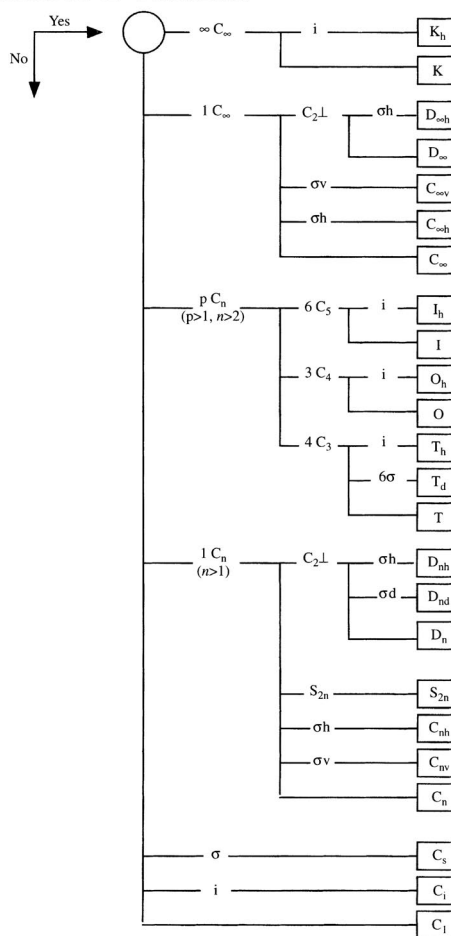 Yes
No
∞ C∞ i Kh
K
1 C∞ C2⊥ σh D∞h
D∞
σv C∞v
σh C∞h
C∞
p Cn 6 C5 i Ih
(p>1, n>2)
I
3 C4 i Oh
O
4 C3 i Th
6σ Td
T
1 Cn C2⊥ σh Dnh
(n>1)
σd Dnd
Dn
S2n S2n
σh Cnh
σv Cnv
Cn
σ Cs
i Ci
C1